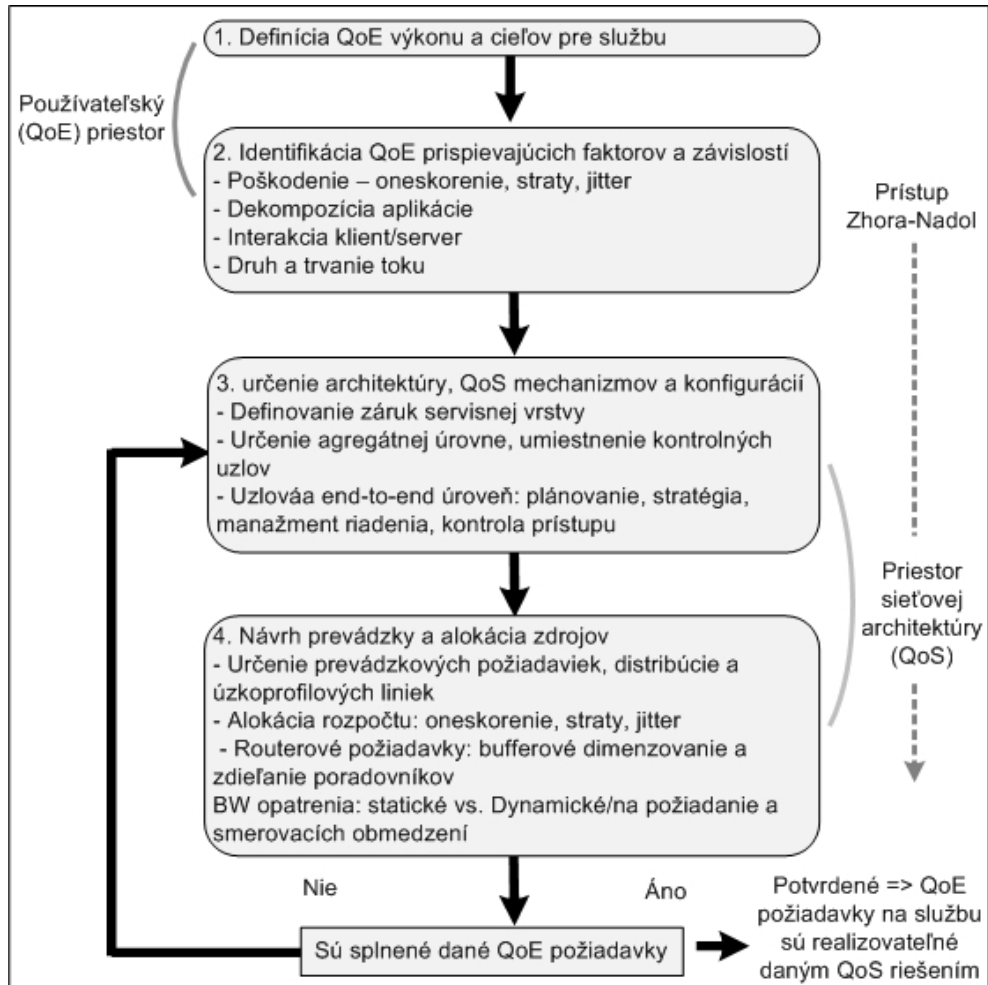 1. Definícia QoE výkonu a cieľov pre službu
Používateľský
(QoE) priestor
2. Identifikácia QoE prispievajúcich faktorov a závislostí
- Poškodenie – oneskorenie, straty, jitter
- Dekompozícia aplikácie
- Interakcia klient/server
- Druh a trvanie toku
Prístup
Zhora-Nadol
3. určenie architektúry, QoS mechanizmov a konfigurácií
- Definovanie záruk servisnej vrstvy
- Určenie agregátnej úrovne, umiestnenie kontrolných
uzlov
- Uzlováa end-to-end úroveň: plánovanie, stratégia,
manažment riadenia, kontrola prístupu
Priestor
sieťovej
architektúry
(QoS)
4. Návrh prevádzky a alokácia zdrojov
- Určenie prevádzkových požiadaviek, distribúcie a
úzkoprofilových liniek
- Alokácia rozpočtu: oneskorenie, straty, jitter
- Routerové požiadavky: bufferové dimenzovanie a
zdieľanie poradovníkov
BW opatrenia: statické vs. Dynamické/na požiadanie a
smerovacích obmedzení
Nie
Áno
Sú splnené dané QoE požiadavky
Potvrdené => QoE
požiadavky na službu
sú realizovateľné
daným QoS riešením